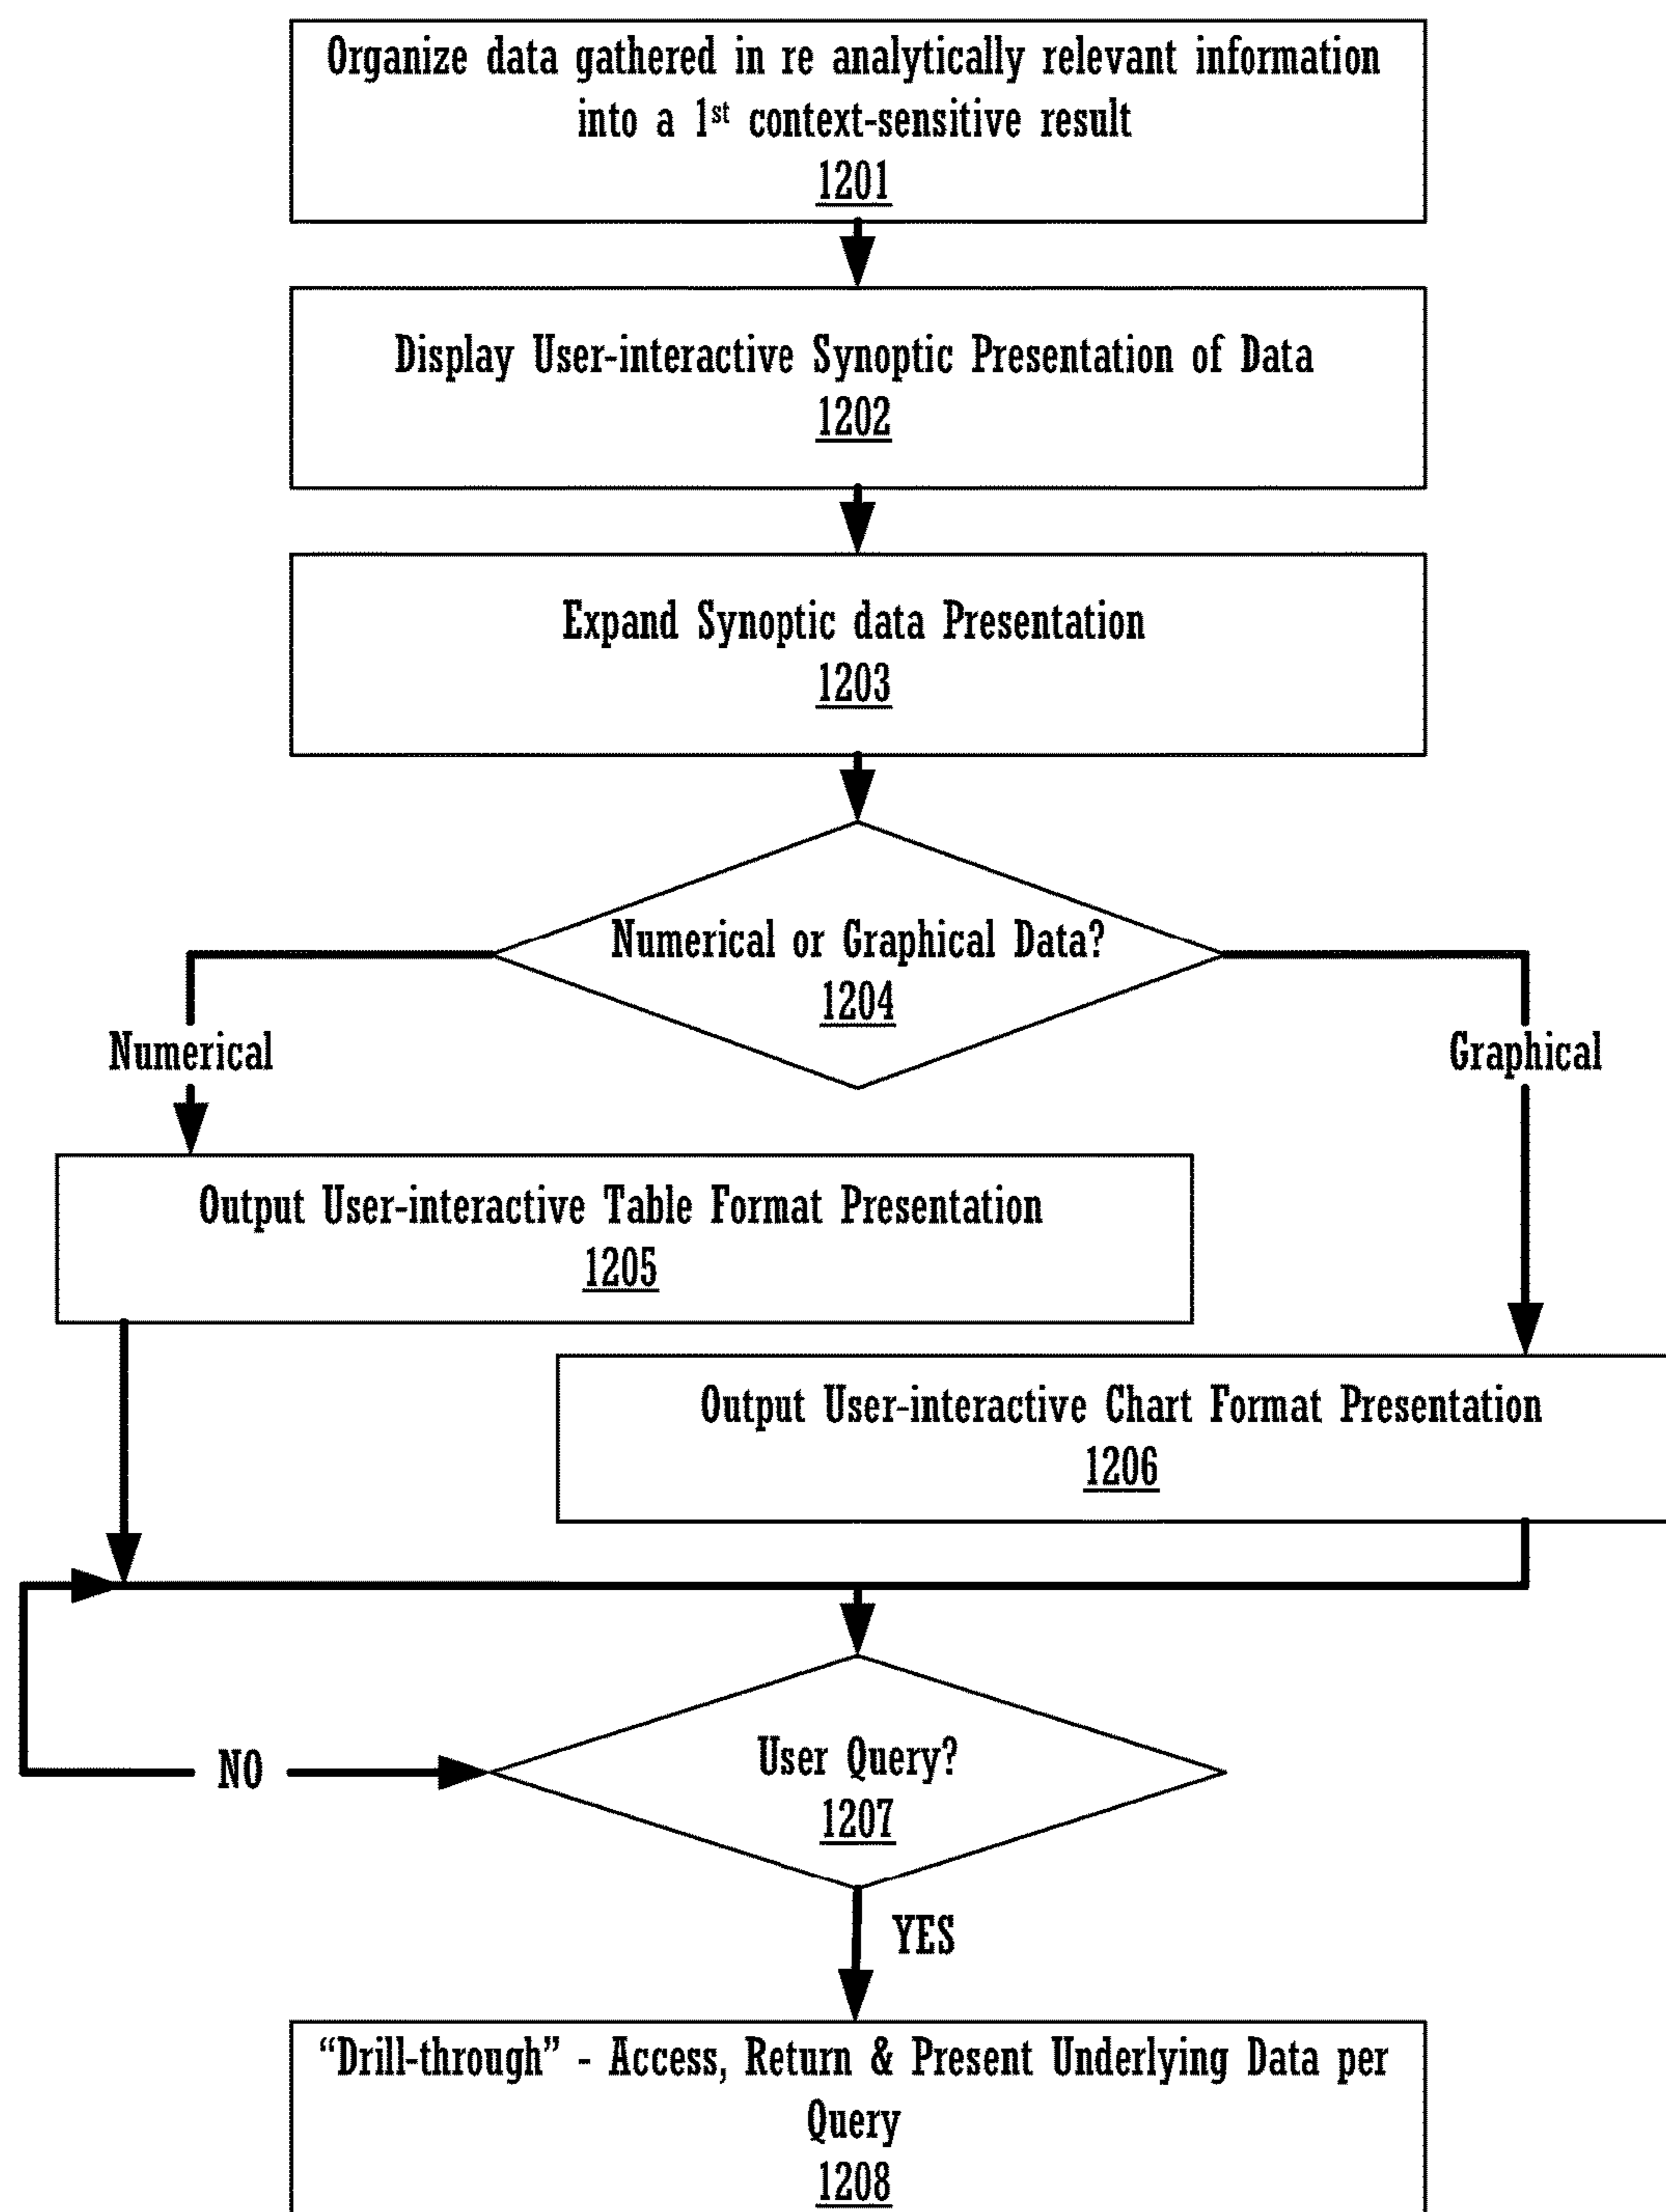 Organize data gathered in re analytically relevant information
into a 1st context-sensitive result
1201
Display User-interactive Synoptic Presentation of Data
1202
Expand Synoptic data Presentation
1203
Numerical or Graphical Data?
1204
Numerical
Graphical
Output User-interactive Table Format Presentation
1205
Output User-interactive Chart Format Presentation
1206
User Query?
1207
NO
YES
“Drill-through” - Access, Return & Present Underlying Data per
Query
1208